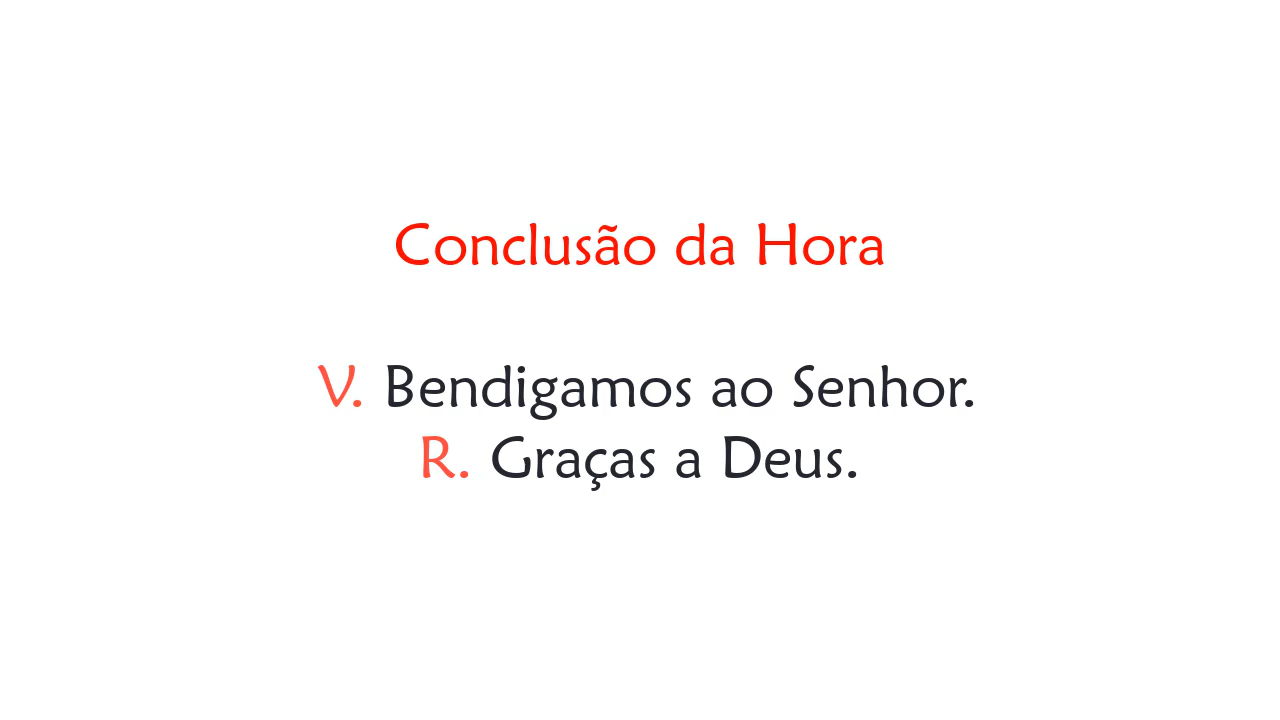 Conclusão da Hora
V. Bendigamos ao Senhor.
R. Graças a Deus.